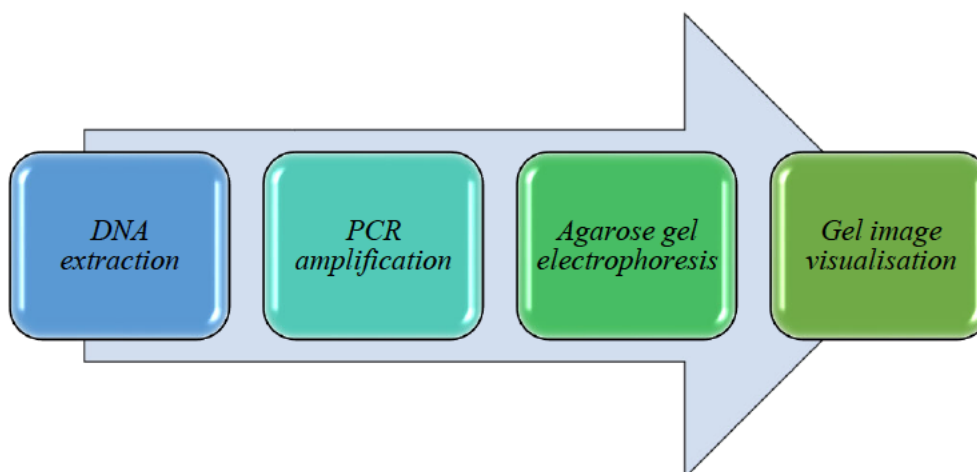 DNA
extraction
PCR
amplification
Agarose gel
electrophoresis
Gel image
visualisation